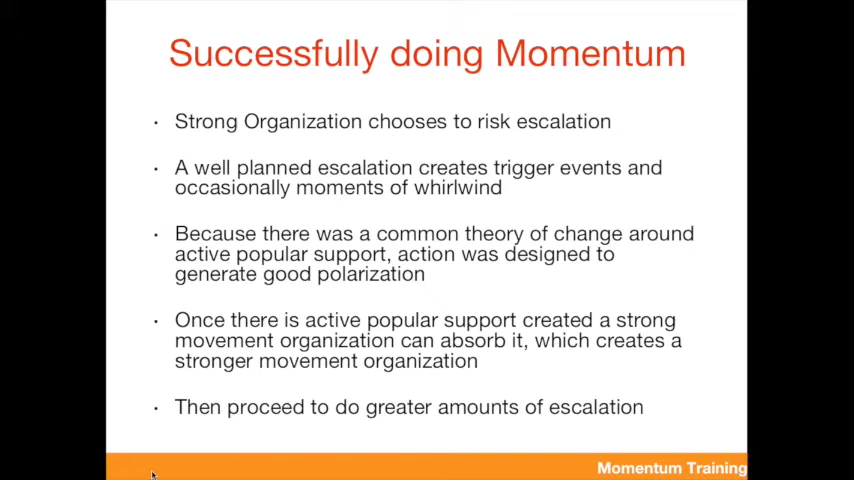 Successfully doing Momentum
· Strong Organization chooses to risk escalation
· A well planned escalation creates trigger events and
occasionally moments of whirlwind
· Because there was a common theory of change around
active popular support, action was designed to
generate good polarization
· Once there is active popular support created a strong
movement organization can absorb it, which creates a
stronger movement organization
· Then proceed to do greater amounts of escalation
Momentum Training